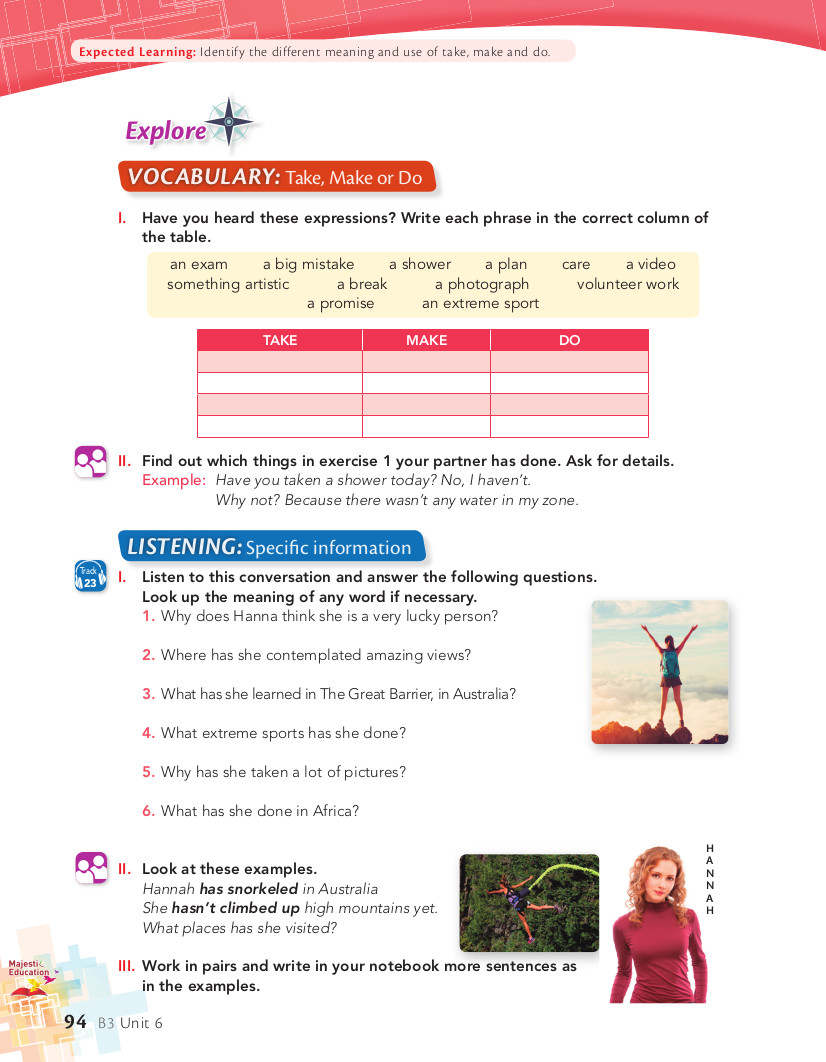 Expected Learning: Identify the different meaning and use of take, make and do.
Explore
VOCABULARY: Take, Make or Do
I. Have you heard these expressions? Write each phrase in the correct column of
the table.
an exam a big mistake a shower a plan care a video
something artistic a break a photograph volunteer work
a promise an extreme sport
TAKE MAKE DO
II. Find out which things in exercise 1 your partner has done. Ask for details.
Example: Have you taken a shower today? No, I haven't.
Why not? Because there wasn't any water in my zone.
LISTENING: Specific information
Track
23
I. Listen to this conversation and answer the following questions.
Look up the meaning of any word if necessary.
1. Why does Hanna think she is a very lucky person?
2. Where has she contemplated amazing views?
3. What has she learned in The Great Barrier, in Australia?
4. What extreme sports has she done?
5. Why has she taken a lot of pictures?
6. What has she done in Africa?
II. Look at these examples.
Hannah has snorkeled in Australia
She hasn't climbed up high mountains yet.
What places has she visited?
H
A
N
N
A
H
III. Work in pairs and write in your notebook more sentences as
in the examples.
Majestic
Education
94 B3 Unit 6